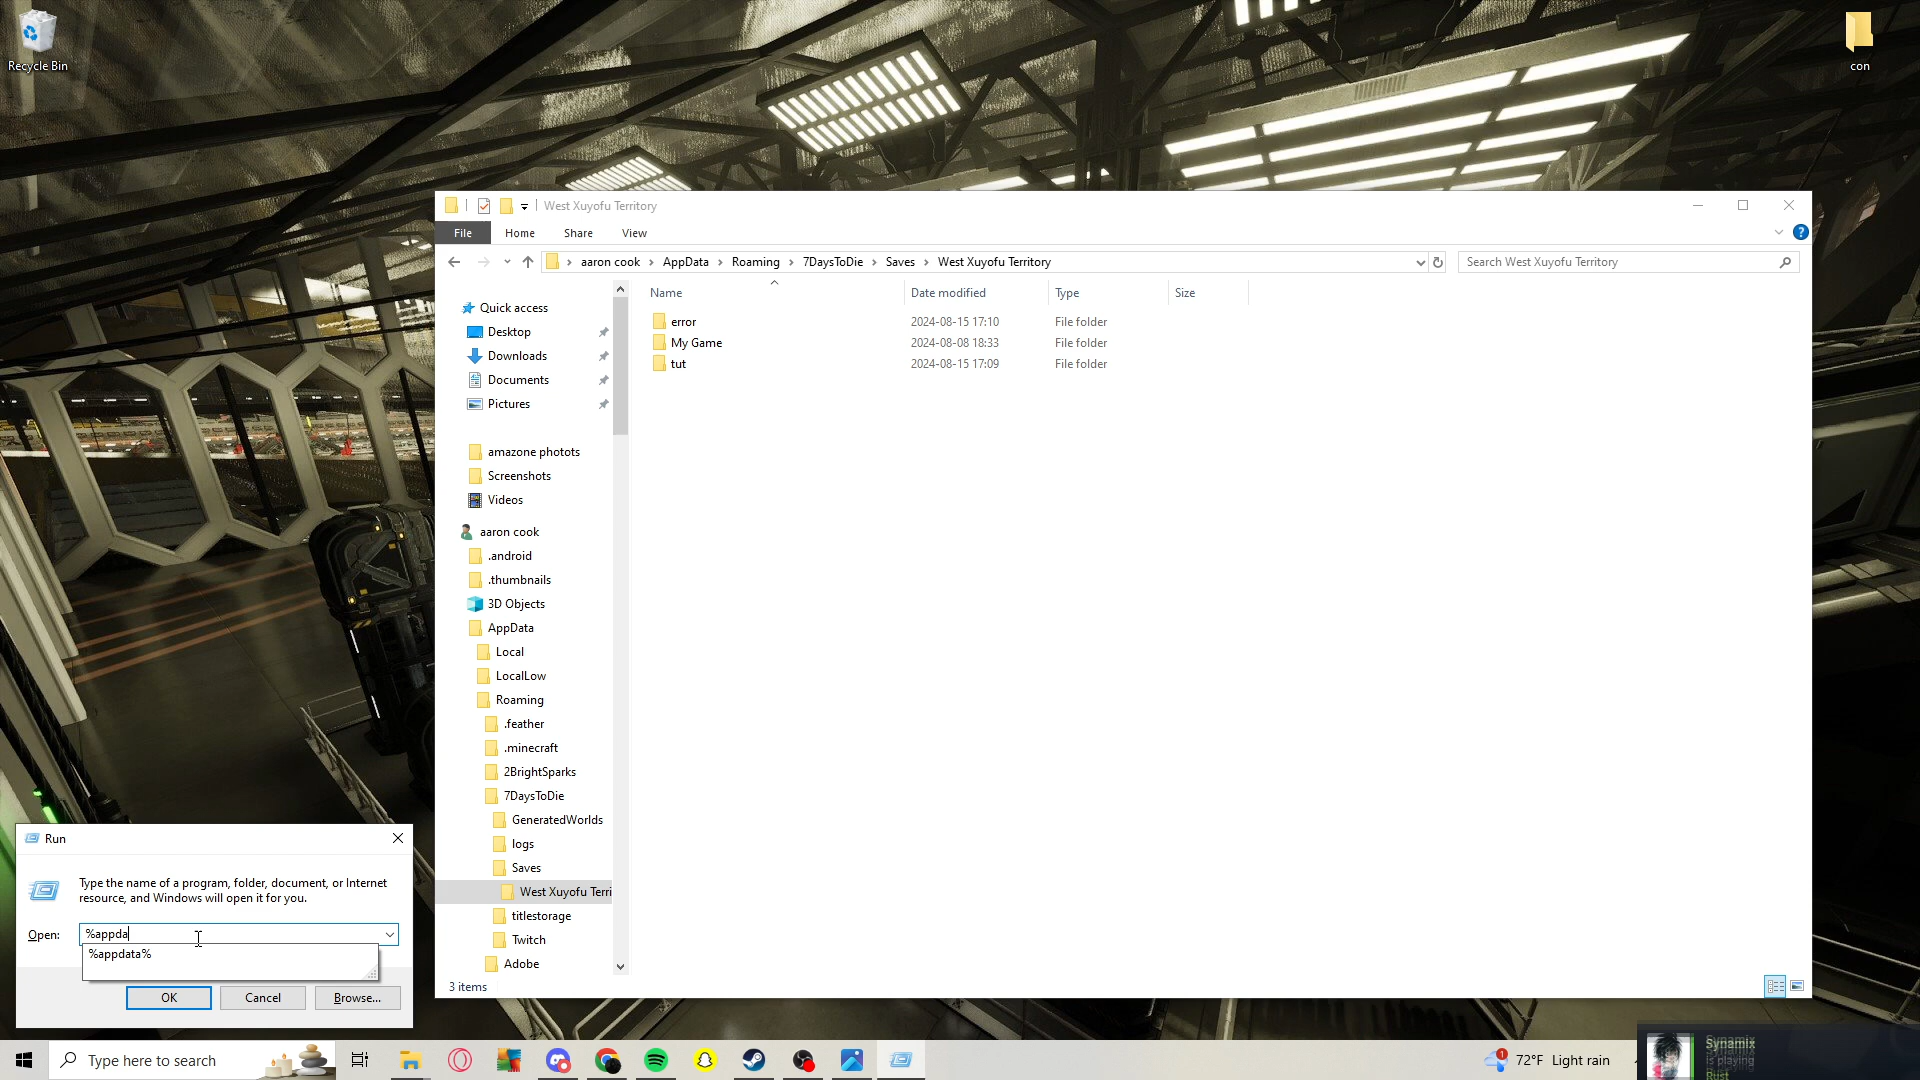 Recycle Bin
con
West Xuyofu Territory
File
Home
Share
View
aaron cook
AppData
Roaming
7DaysToDie
Saves
West Xuyofu Territory
Search West Xuyofu Territory
Name
Date modified
Type
Size
error
2024-08-15 17:10
File folder
My Game
2024-08-08 18:33
File folder
tut
2024-08-15 17:09
File folder
Quick access
Desktop
Downloads
Documents
Pictures
amazone photots
Screenshots
Videos
aaron cook
.android
.thumbnails
3D Objects
AppData
Local
LocalLow
Roaming
.feather
.minecraft
2BrightSparks
7DaysToDie
GeneratedWorlds
logs
Saves
West Xuyofu Terri
titlestorage
Twitch
Adobe
3 items
Run
Type the name of a program, folder, document, or Internet
resource, and Windows will open it for you.
Open:
%appda
%appdata%
OK
Cancel
Browse...
Type here to search
1
72°F Light rain
Synamix
is playing
Rust